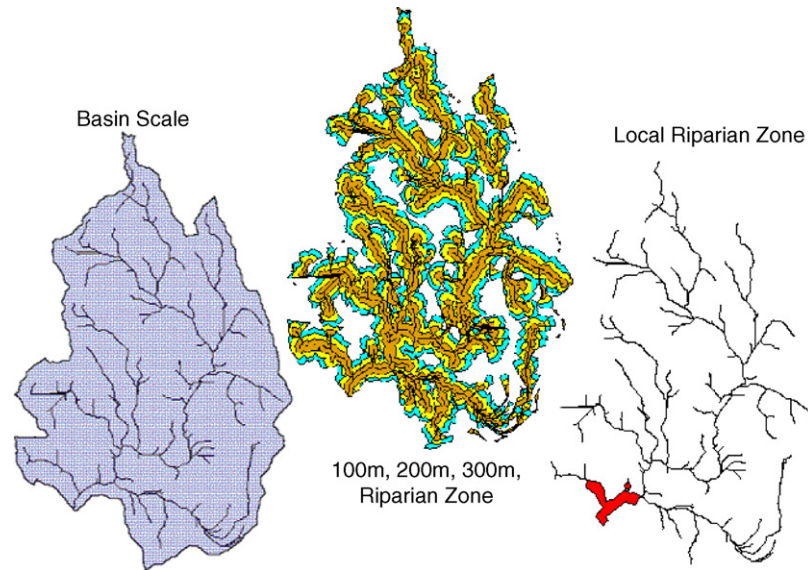 Basin Scale
Local Riparian Zone
100m, 200m, 300m,
Riparian Zone